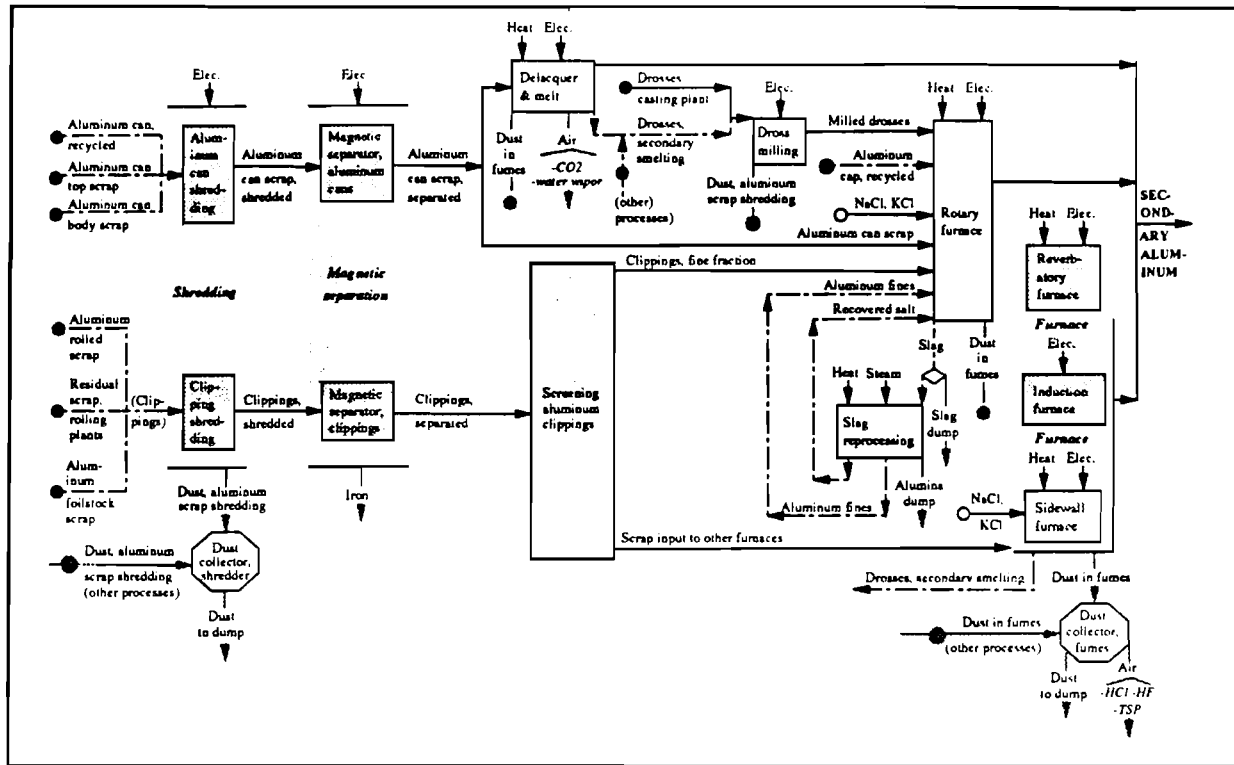 Heat
Elec.
Delacquer
& melt
Elec.
Elec
Drosses
casting plant
Elec.
Heat
Elec.
Aluminum can,
recycled
Aluminum can
top scrap
Aluminum can
body scrap
Alum-
inum
can
shred-
ding
Aluminum
can scrap,
shredded
Magnetic
separator,
aluminum
cans
Aluminum
can scrap,
separated
Dust
in
fumes
Air
-CO2
-water wapor
Drosses,
secondary
smelting
(other)
processes)
Dross
milling
Dust, aluminum
scrap shredding
Milled drosses
Aluminum
cap, recycled
NaCl, KCl
Aluminum can scrap
Rotary
furnace
SEC-
OND-
ARY
ALUM-
INUM
Heat
Elec.
Reverb-
atory
furnace
Furnace
Elec.
Induction
furnace
Furnace
Heat
Elec.
NaCl,
KCl
Sidewall
furnace
Shredding
Magnetic
separation
Clippings, fine fraction
Aluminum fines
Recovered salt
Slag
Dust
in
fumes
Aluminum
rolled scrap
Residual
scrap,
rolling
plants
(Clip-
pings)
Alum-
inum
foilstock
scrap
Clip-
ping
shred-
ding
Clippings,
shredded
Magnetic
separator,
clippings
Clippings,
separated
Screening
aluminum
clippings
Heat
Steam
Slag
reprocessing
Slag
dump
Alumina
dump
Aluminum fines
Dust, aluminum
scrap shredding
Iron
Dust
collector,
shredder
Dust, aluminum
scrap shredding
(other processes)
Dust
to dump
Scrap input to other furnaces
Drosses, secondary smelting
Dust in fumes
Dust in fumes
(other processes)
Dust
collector,
fumes
Dust
to dump
Air
-HCl -HF
-TSP